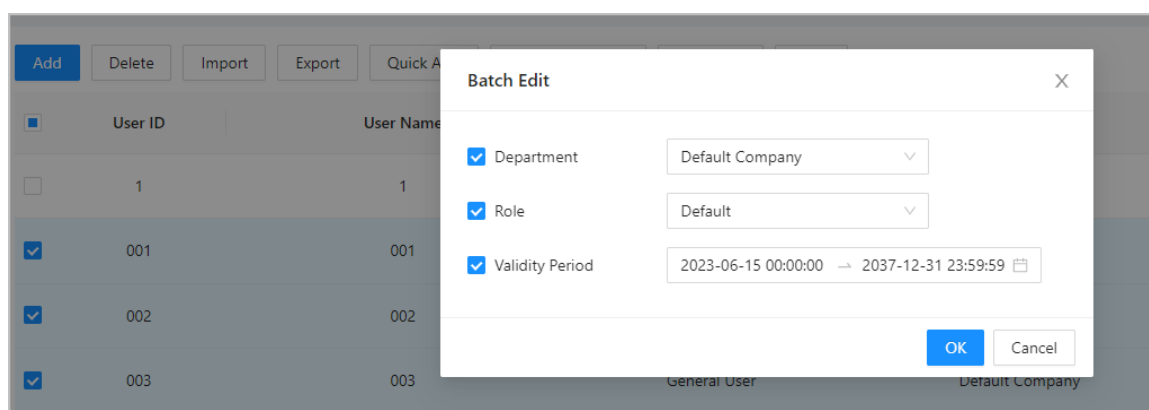 Add Delete Import Export Quick A
Batch Edit
User ID User Name
Department Default Company
1 1
Role Default
001 001
Validity Period 2023-06-15 00:00:00 → 2037-12-31 23:59:59
002 002
OK Cancel
003 003 General User Default Company